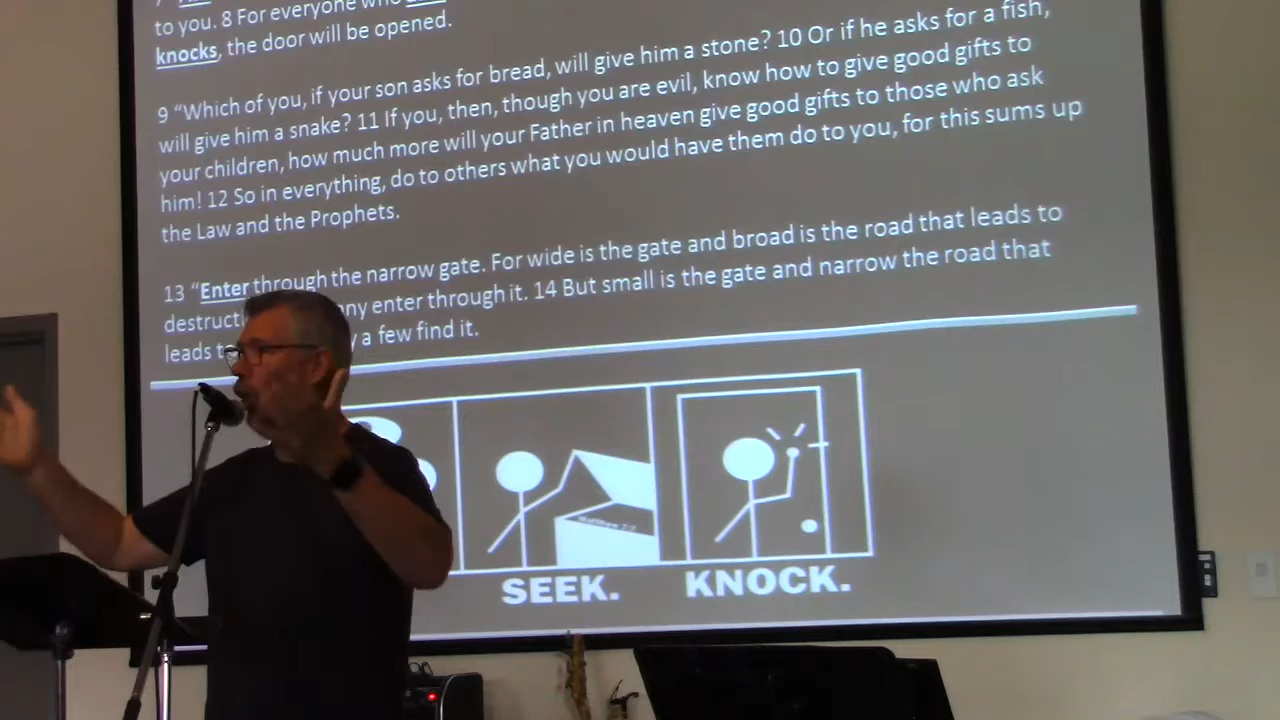 to you. 8 For everyone who
knocks, the door will be opened.
9 “Which of you, if your son asks for bread, will give him a stone? 10 Or if he asks for a fish,
will give him a snake? 11 If you, then, though you are evil, know how to give good gifts to
your children, how much more will your Father in heaven give good gifts to those who ask
him! 12 So in everything, do to others what you would have them do to you, for this sums up
the Law and the Prophets.
13 “Enter through the narrow gate. For wide is the gate and broad is the road that leads to
ny enter through it. 14 But small is the gate and narrow the road that
leads a few find it.
Matthew 7:7
SEEK. KNOCK.